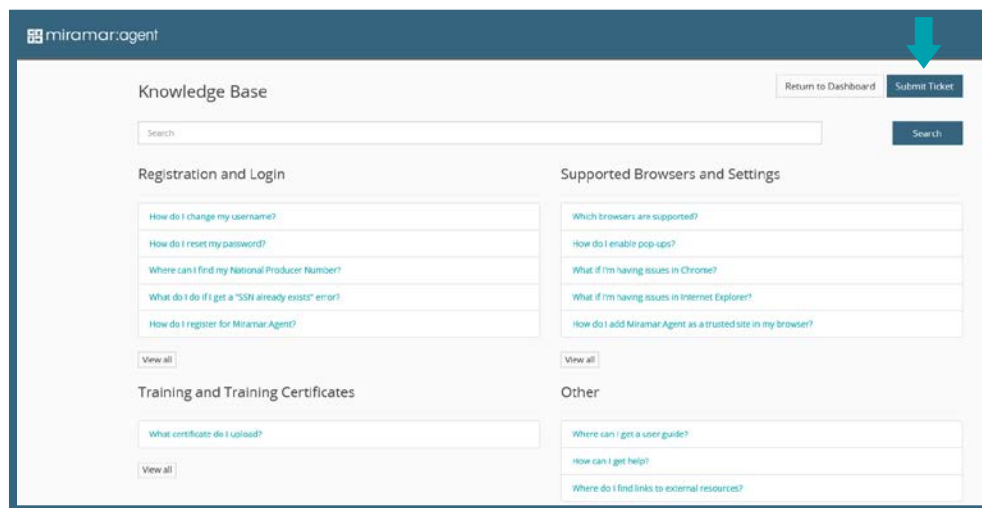 miramar:agent
Knowledge Base
Return to Dashboard
Submit Ticket
Search
Search
Registration and Login
How do I change my username?
How do I reset my password?
Where can I find my National Producer Number?
What do I do if I get a "SSN already exists" error?
How do I register for Miramar:Agent?
View all
Supported Browsers and Settings
Which browsers are supported?
How do I enable pop-ups?
What if I'm having issues in Chrome?
What if I'm having issues in Internet Explorer?
How do I add Miramar:Agent as a trusted site in my browser?
View all
Training and Training Certificates
What certificate do I upload?
View all
Other
Where can I get a user guide?
How can I get help?
Where do I find links to external resources?